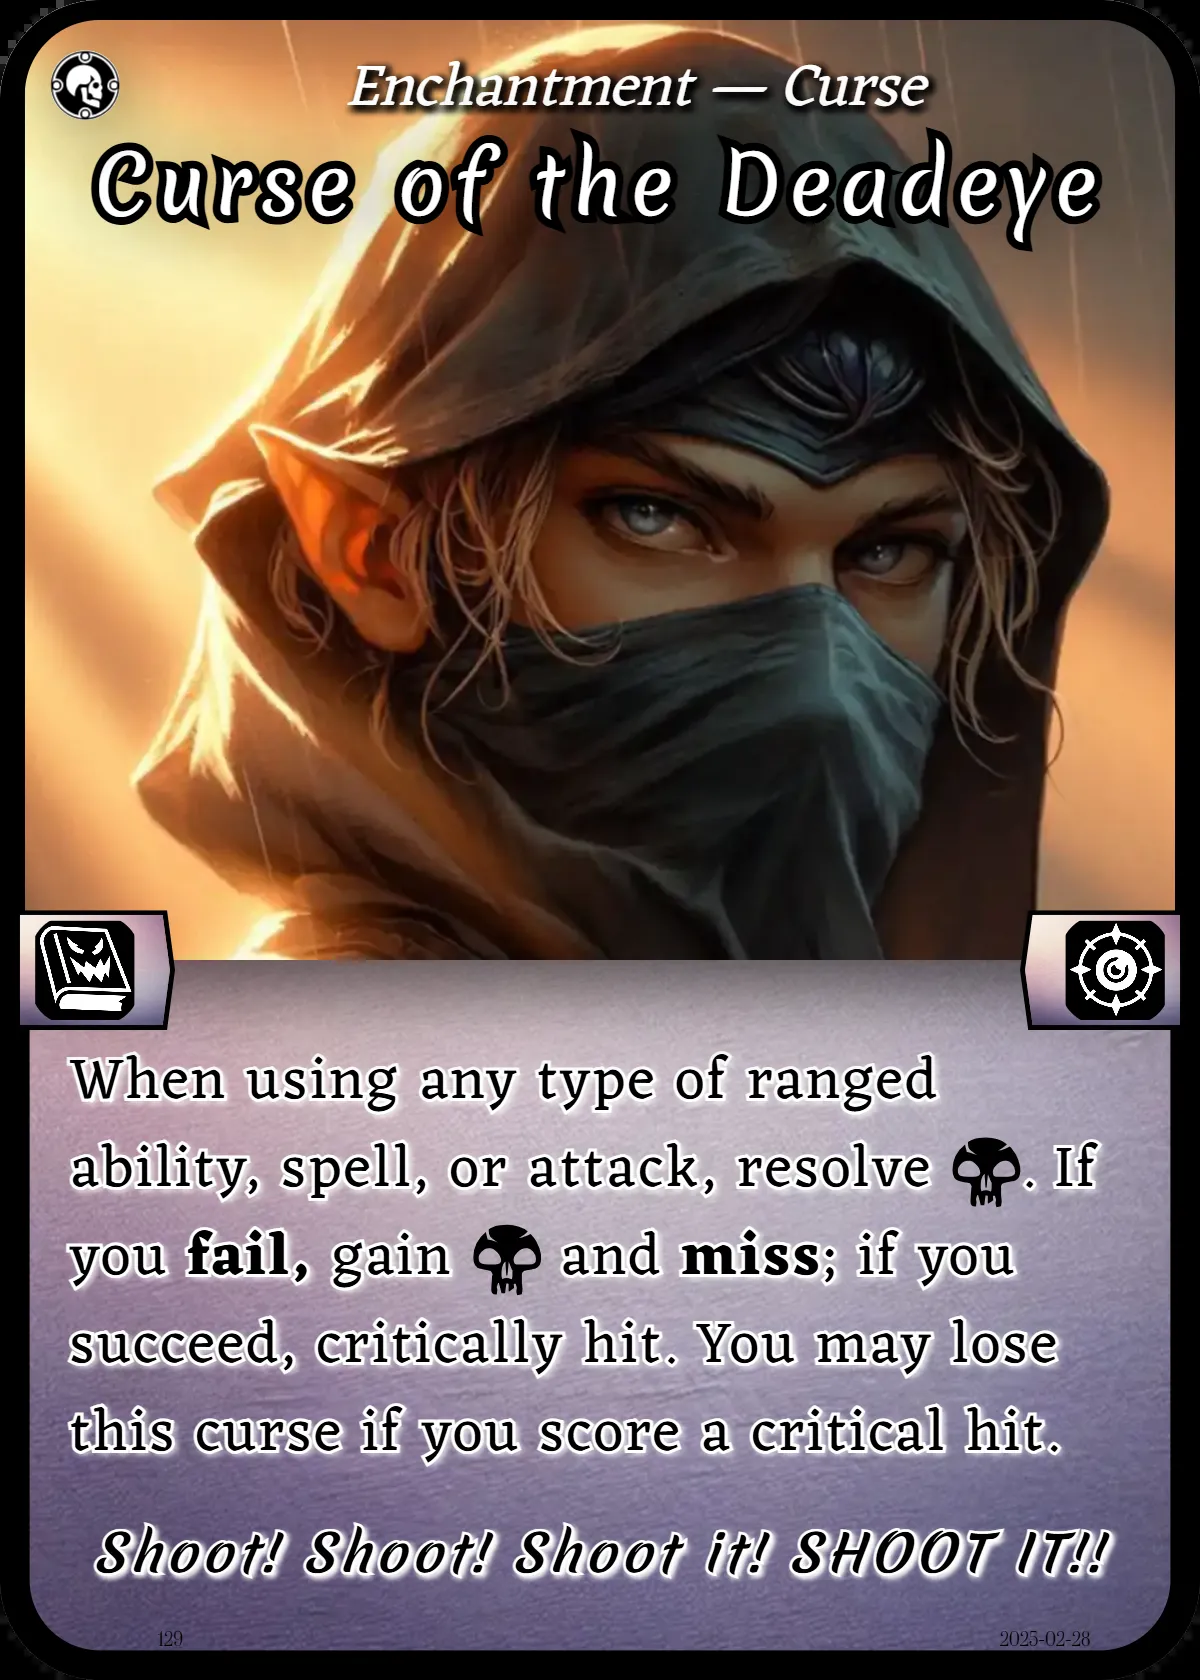 Enchantment — Curse
Curse of the Deadeye
When using any type of ranged
ability, spell, or attack, resolve . If
you fail, gain and miss; if you
succeed, critically hit. You may lose
this curse if you score a critical hit.
Shoot! Shoot! Shoot it! SHOOT IT!!
129
2025-02-28